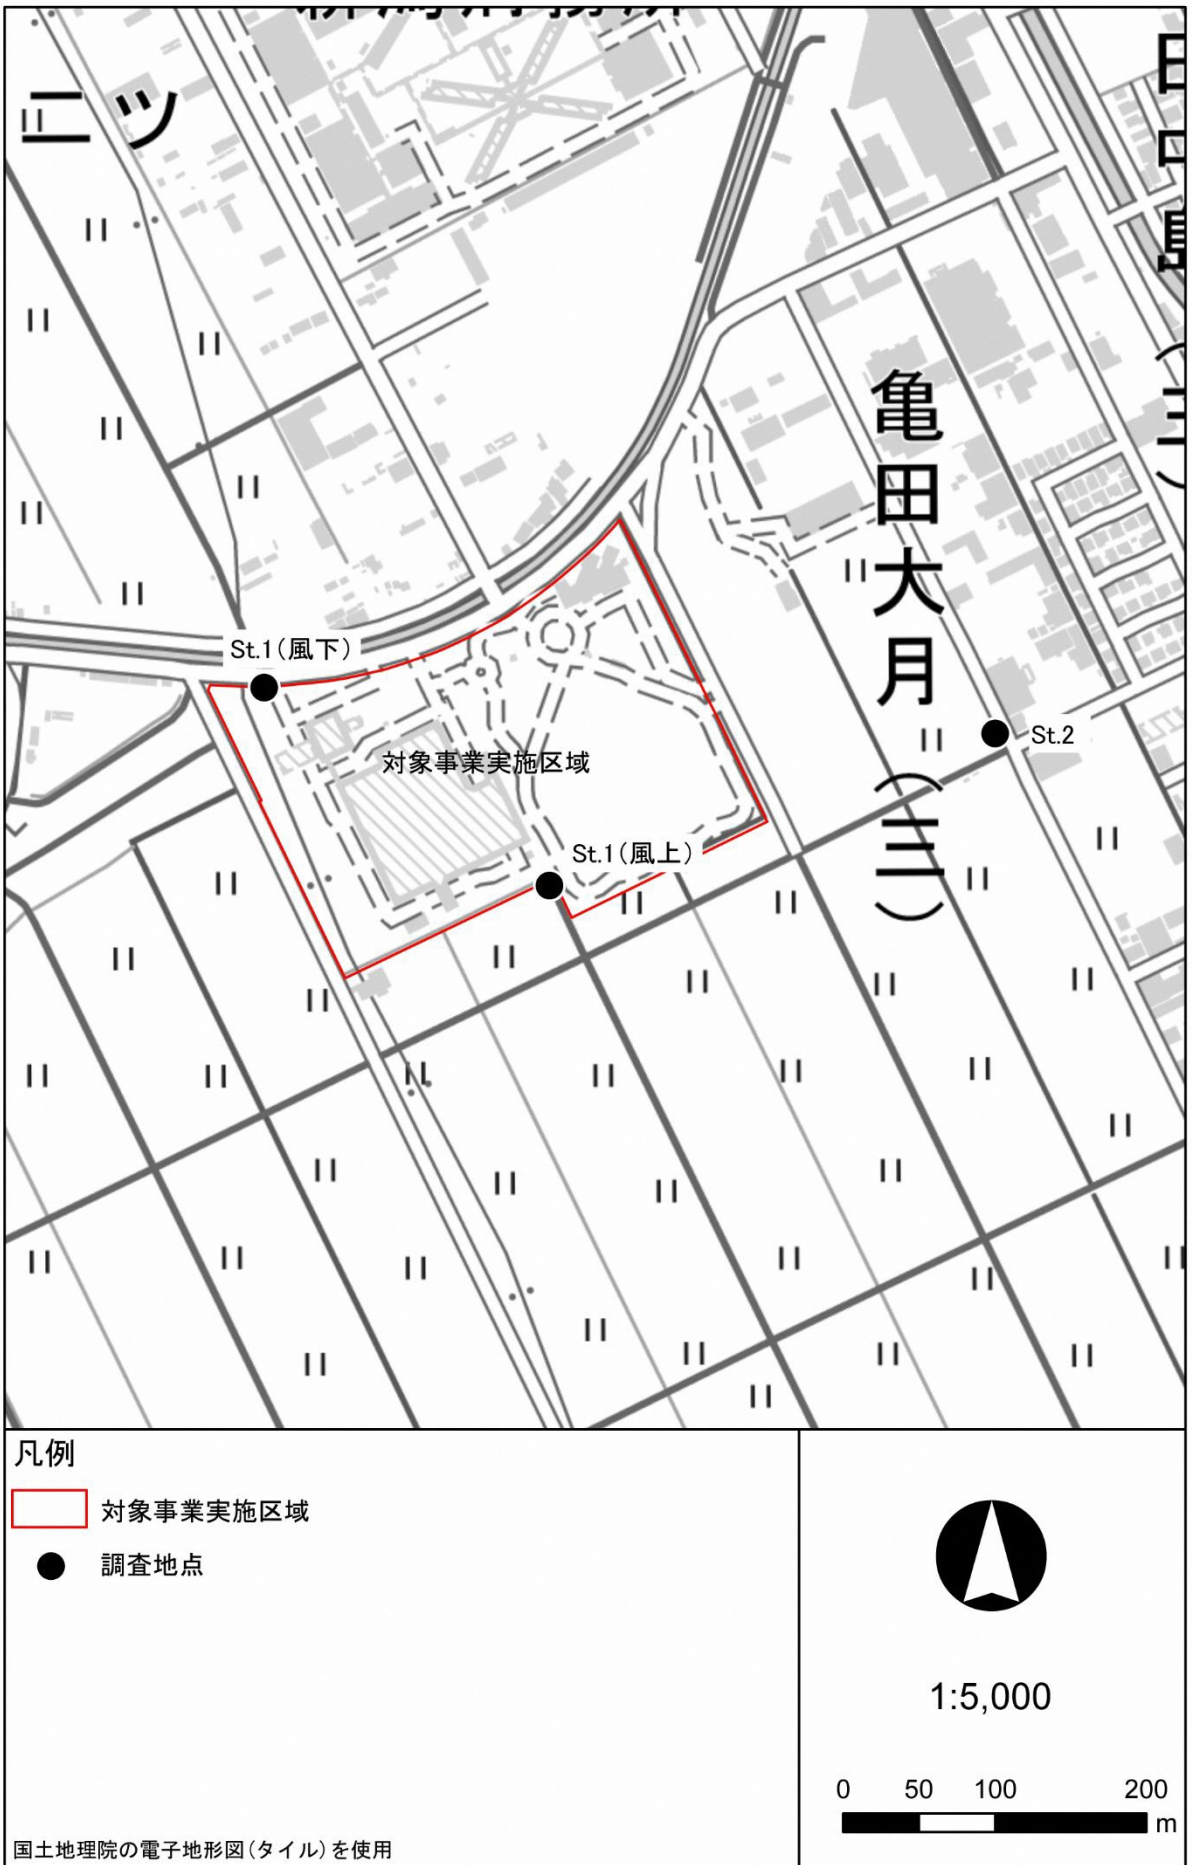 二ツ
St.1(風下)
対象事業実施区域
St.1(風上)
St.2
亀田大月(三)
凡例
対象事業実施区域
調査地点
1:5,000
0 50 100 200
m
国土地理院の電子地形図(タイル)を使用